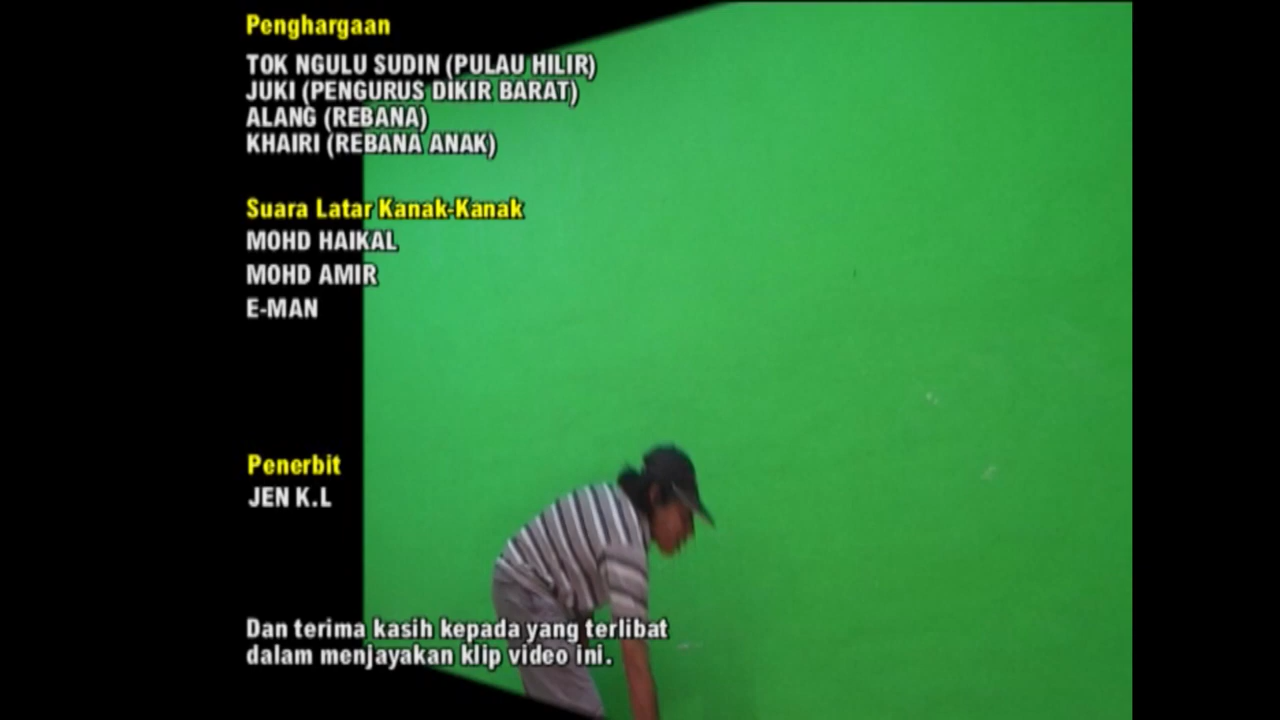 Penghargaan
TOK NGULU SUDIN (PULAU HILIR)
JUKI (PENGURUS DIKIR BARAT)
ALANG (REBANA)
KHAIRI (REBANA ANAK)
Suara Latar Kanak-Kanak
MOHD HAIKAL
MOHD AMIR
E-MAN
Penerbit
JEN K.L
Dan terima kasih kepada yang terlibat
dalam menjayakan klip video ini.